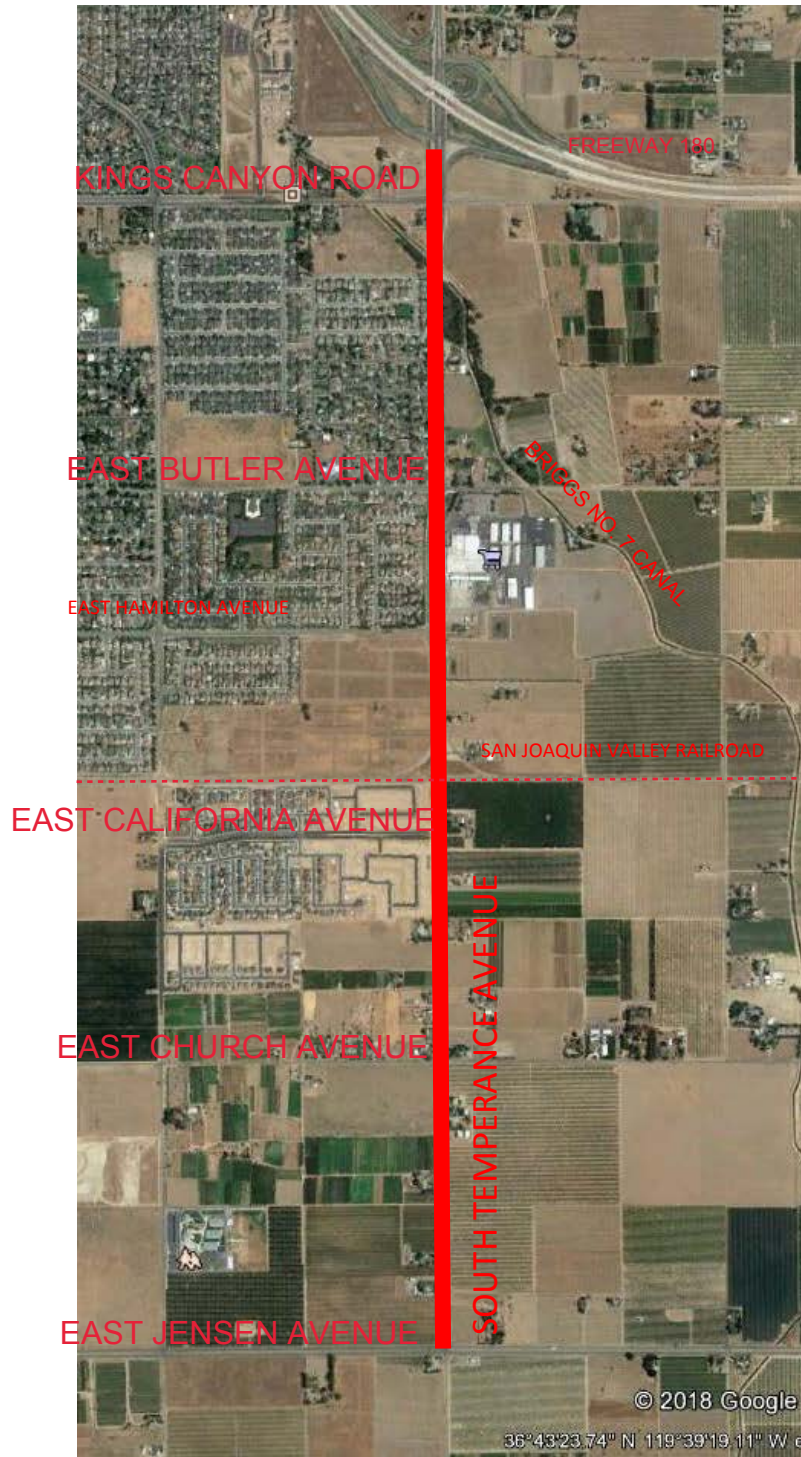 FREEWAY 180
KINGS CANYON ROAD
EAST BUTLER AVENUE
BRIGGS NO. 7 CANAL
EAST HAMILTON AVENUE
SAN JOAQUIN VALLEY RAILROAD
EAST CALIFORNIA AVENUE
SOUTH TEMPERANCE AVENUE
EAST CHURCH AVENUE
EAST JENSEN AVENUE
© 2018 Google
36°43'23.74" N 119°39'19.11" W e